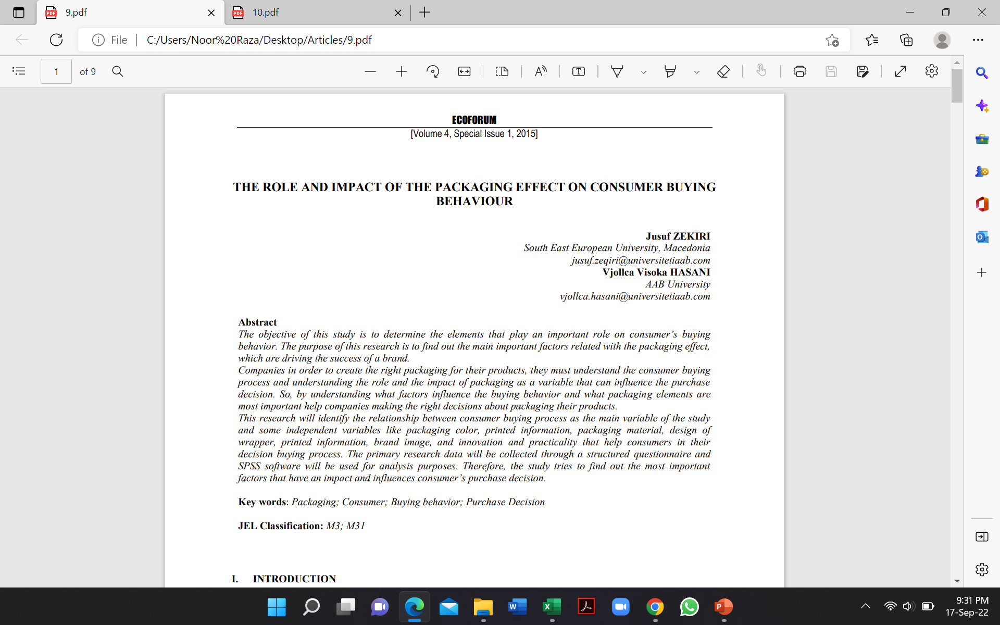 9.pdf
10.pdf
File
C:/Users/Noor%20Raza/Desktop/Articles/9.pdf
1 of 9
ECOFORUM
[Volume 4, Special Issue 1, 2015]
THE ROLE AND IMPACT OF THE PACKAGING EFFECT ON CONSUMER BUYING
BEHAVIOUR
Jusuf ZEKIRI
South East European University, Macedonia
jusuf.zeqiri@universitetiaab.com
Vjollca Visoka HASANI
AAB University
vjollca.hasani@universitetiaab.com
Abstract
The objective of this study is to determine the elements that play an important role on consumer’s buying
behavior. The purpose of this research is to find out the main important factors related with the packaging effect,
which are driving the success of a brand.
Companies in order to create the right packaging for their products, they must understand the consumer buying
process and understanding the role and the impact of packaging as a variable that can influence the purchase
decision. So, by understanding what factors influence the buying behavior and what packaging elements are
most important help companies making the right decisions about packaging their products.
This research will identify the relationship between consumer buying process as the main variable of the study
and some independent variables like packaging color, printed information, packaging material, design of
wrapper, printed information, brand image, and innovation and practicality that help consumers in their
decision buying process. The primary research data will be collected through a structured questionnaire and
SPSS software will be used for analysis purposes. Therefore, the study tries to find out the most important
factors that have an impact and influences consumer’s purchase decision.
Key words: Packaging; Consumer; Buying behavior; Purchase Decision
JEL Classification: M3; M31
I. INTRODUCTION
9:31 PM
17-Sep-22